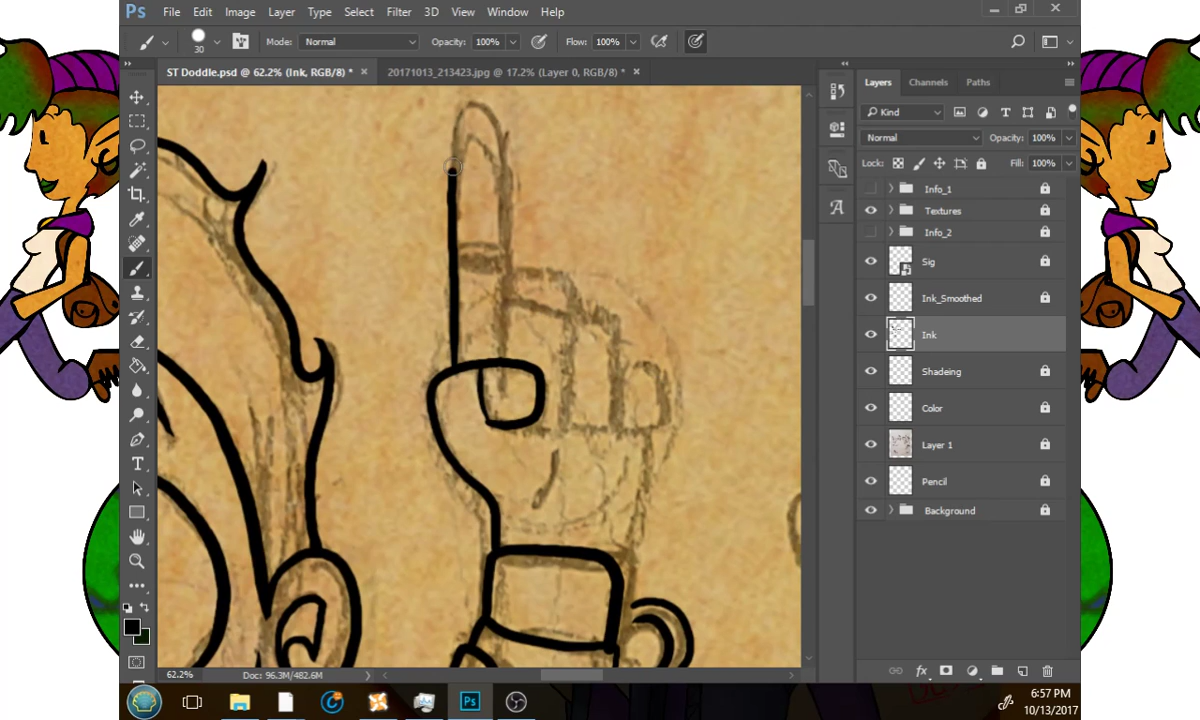 Ps File Edit Image Layer Type Select Filter 3D View Window Help
30 Mode: Normal Opacity: 100% Flow: 100%
ST Doddle.psd @ 62.2% (Ink, RGB/8) * × 20171013_213423.jpg @ 17.2% (Layer 0, RGB/8) * ×
Layers Channels Paths
Kind
Normal Opacity: 100%
Lock: Fill: 100%
Info_1
Textures
Info_2
Sig
Ink_Smoothed
Ink
Shadeing
Color
Layer 1
Pencil
Background
62.2% Doc: 96.3M/482.6M
Ps
6:57 PM
10/13/2017